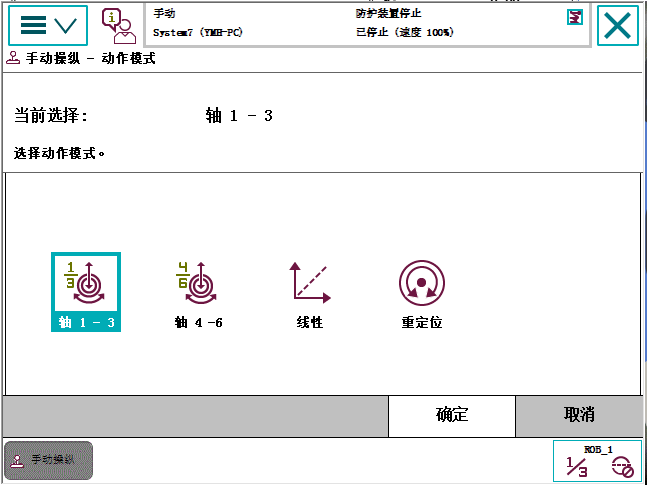 手动
防护装置停止
System7 (YMH-PC)
已停止 (速度 100%)
手动操纵 - 动作模式
当前选择:
轴 1 - 3
选择动作模式。
1
3
4
6
轴 1 - 3
轴 4 -6
线性
重定位
确定
取消
手动操纵
ROB_1
1/3